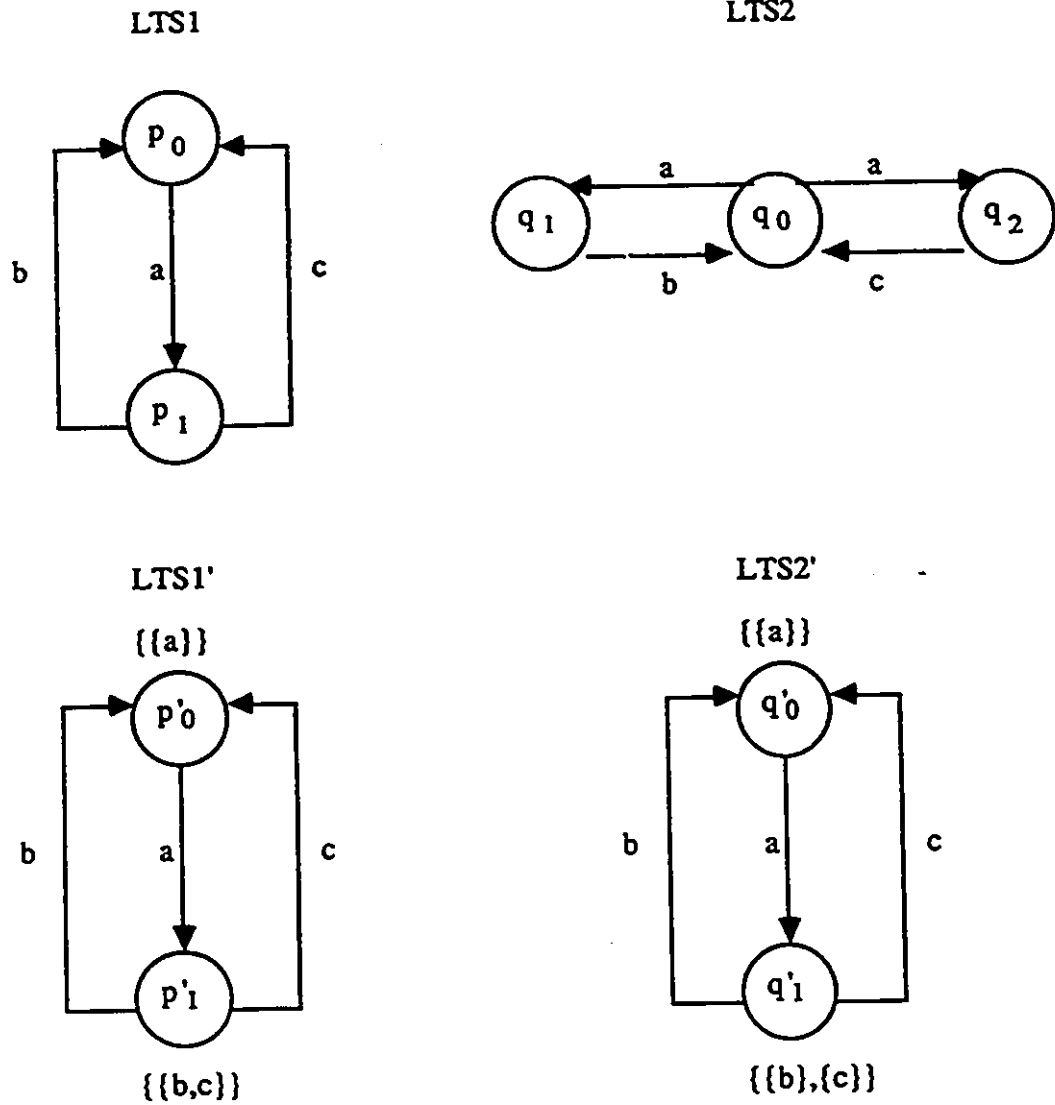 LTS1
LTS2
p0
a a
q1 q0 q2
b a c
b c
p1
LTS1'
LTS2'
{{a}}
{{a}}
p'0
q'0
b a c
b a c
p'1
q'1
{{b,c}}
{{b},{c}}